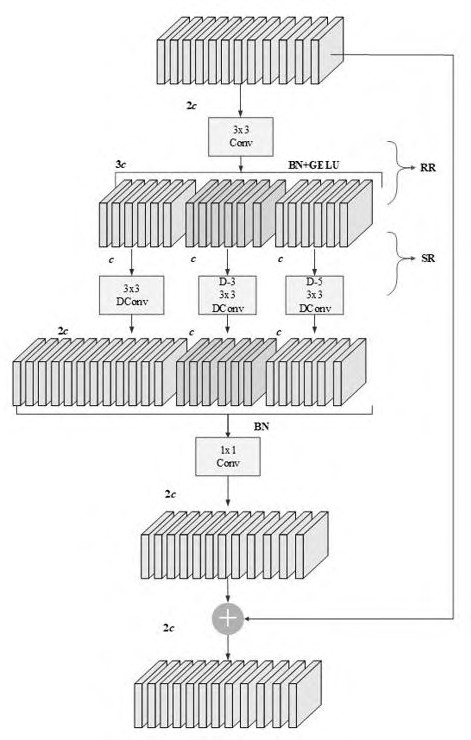 2c
3x3
Conv
3c
BN+GELU
RR
c
c
c
SR
3x3
DConv
D-3
3x3
DConv
D-5
3x3
DConv
2c
c
c
BN
1x1
Conv
2c
2c